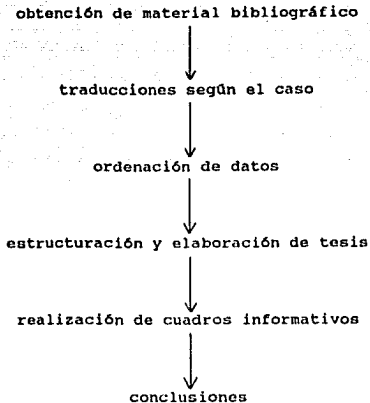 obtención de material bibliográfico
traducciones según el caso
ordenación de datos
estructuración y elaboración de tesis
realización de cuadros informativos
conclusiones